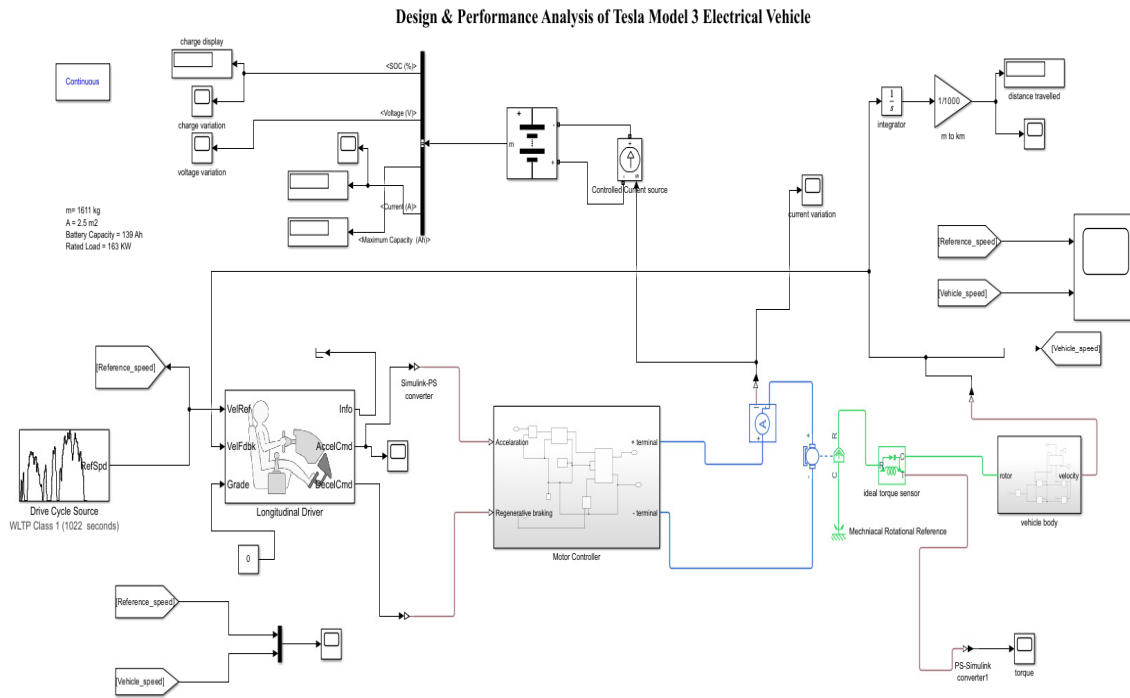 Design & Performance Analysis of Tesla Model 3 Electrical Vehicle
Continuous
charge display
charge variation
voltage variation
<SOC (%)>
<Voltage (V)>
<Current (A)>
<Maximum Capacity (Ah)>
+
m
-
+
-
s
Controlled Current source
current variation
1
s
integrator
1/1000
m to km
distance travelled
m= 1611 kg
A = 2.5 m2
Battery Capacity = 139 Ah
Rated Load = 163 KW
[Reference_speed]
[Vehicle_speed]
[Vehicle_speed]
[Reference_speed]
RefSpd
Drive Cycle Source
WLTP Class 1 (1022 seconds)
VelRef
VelFdbk
Grade
Info
AccelCmd
DecelCmd
Longitudinal Driver
0
Simulink-PS
converter
Accelaration
Regenerative braking
+ terminal
- terminal
Motor Controller
I
A
+
+
-
R
C
Mechniacal Rotational Reference
R
C
T
ideal torque sensor
rotor
velocity
vehicle body
[Reference_speed]
[Vehicle_speed]
PS-Simulink
converter1
torque